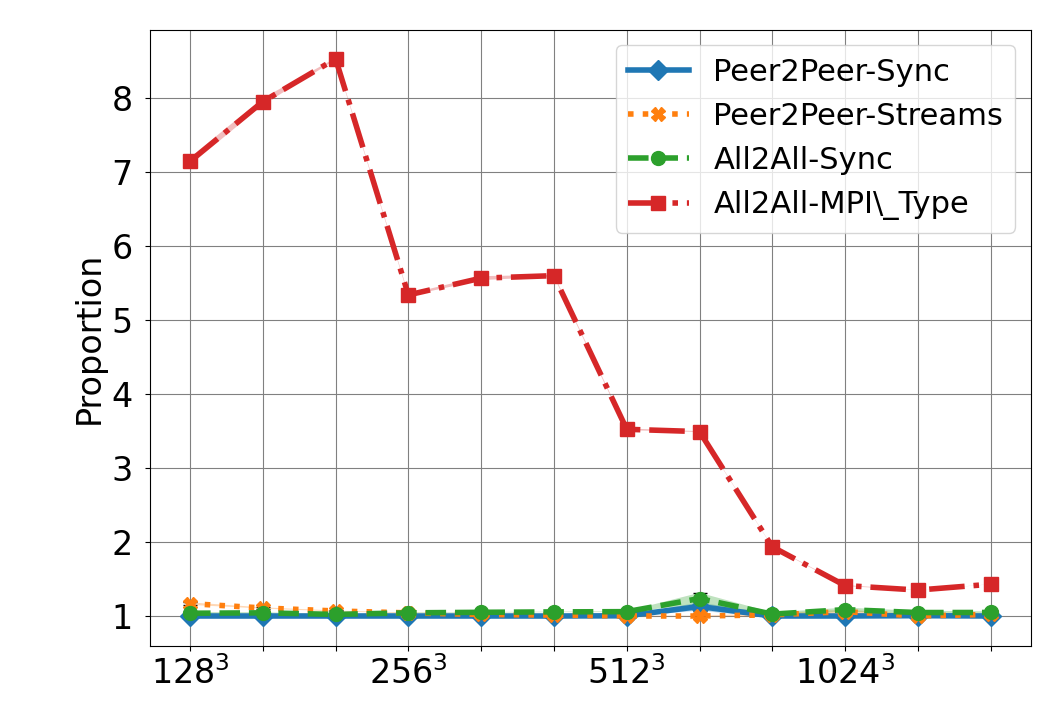 Peer2Peer-Sync
Peer2Peer-Streams
All2All-Sync
All2All-MPI\_Type
Proportion
8
7
6
5
4
3
2
1
128³ 256³ 512³ 1024³